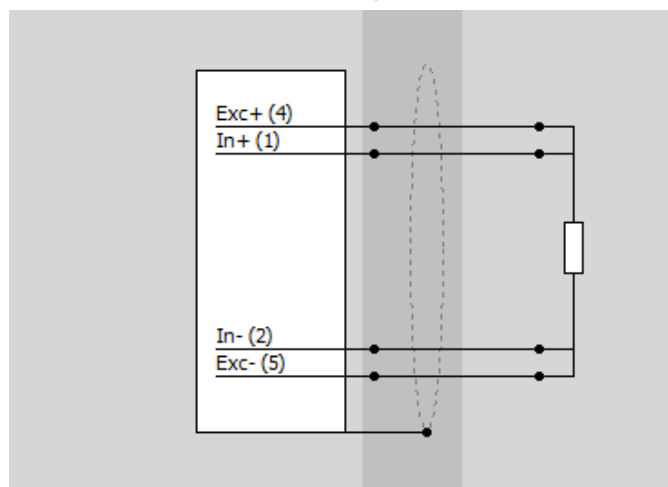 Exc+ (4)
In+ (1)
In- (2)
Exc- (5)